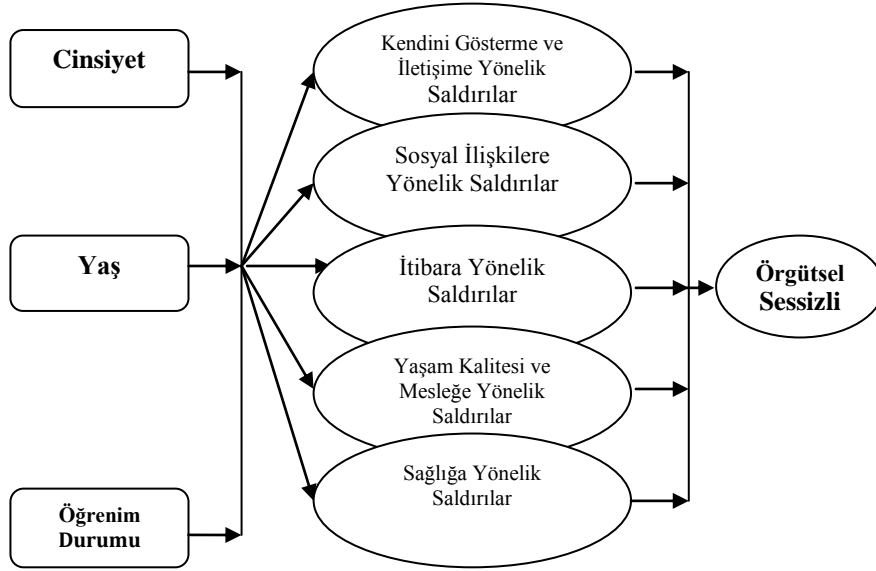 Cinsiyet
Yaş
Öğrenim
Durumu
Kendini Gösterme ve
İletişime Yönelik
Saldırılar
Sosyal İlişkilere
Yönelik Saldırılar
İtibara Yönelik
Saldırılar
Yaşam Kalitesi ve
Mesleğe Yönelik
Saldırılar
Sağlığa Yönelik
Saldırılar
Örgütsel
Sessizli